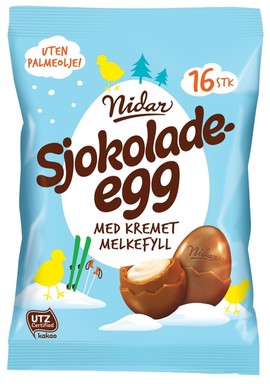 UTEN
PALMEOLJE!
16 STK
Nidar
Sjokolade-
egg
MED KREMET
MELKEFYLL
NIDAR
UTZ
Certified
kakao